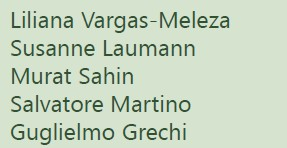 Liliana Vargas-Meleza
Susanne Laumann
Murat Sahin
Salvatore Martino
Guglielmo Grechi